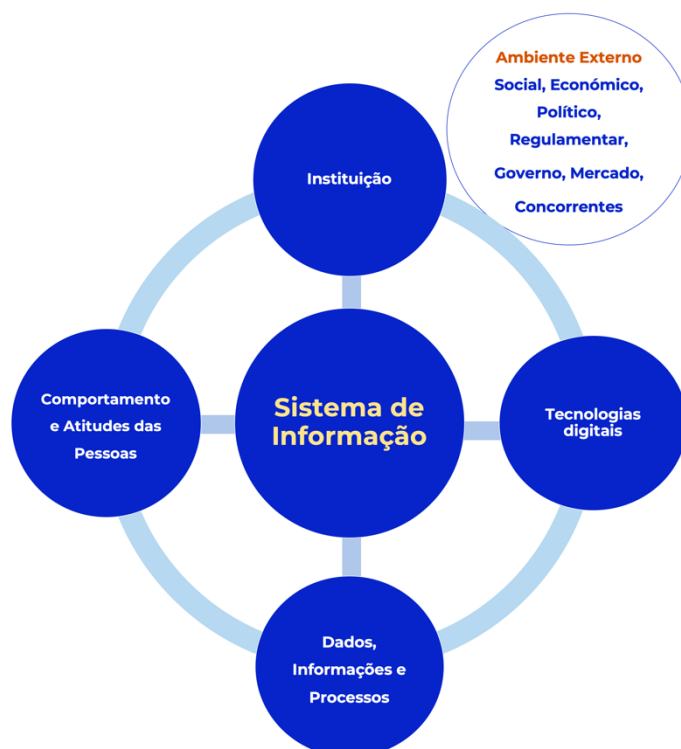 Ambiente Externo
Social, Económico,
Político,
Regulamentar,
Governo, Mercado,
Concorrentes
Instituição
Comportamento
e Atitudes das
Pessoas
Sistema de
Informação
Tecnologias
digitais
Dados,
Informações e
Processos